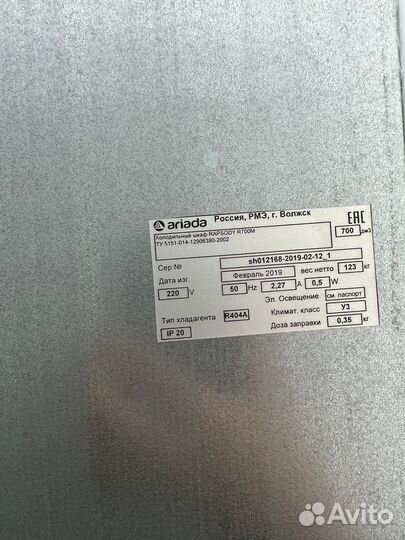 ariada Россия, РМЭ, г. Волжск EAC
Холодильный шкаф RAPSODY R700M 700 дм3
ТУ 5151-014-12906390-2002
Сер № sh012168-2019-02-12_1
Дата изг. Февраль 2019 вес нетто 123 кг
220 V 50 Hz 2,27 A 0,5 W
Эл. Освещение см. паспорт
Климат. класс У3
Тип хладагента R404A Доза заправки 0,35 кг
IP 20
Avito